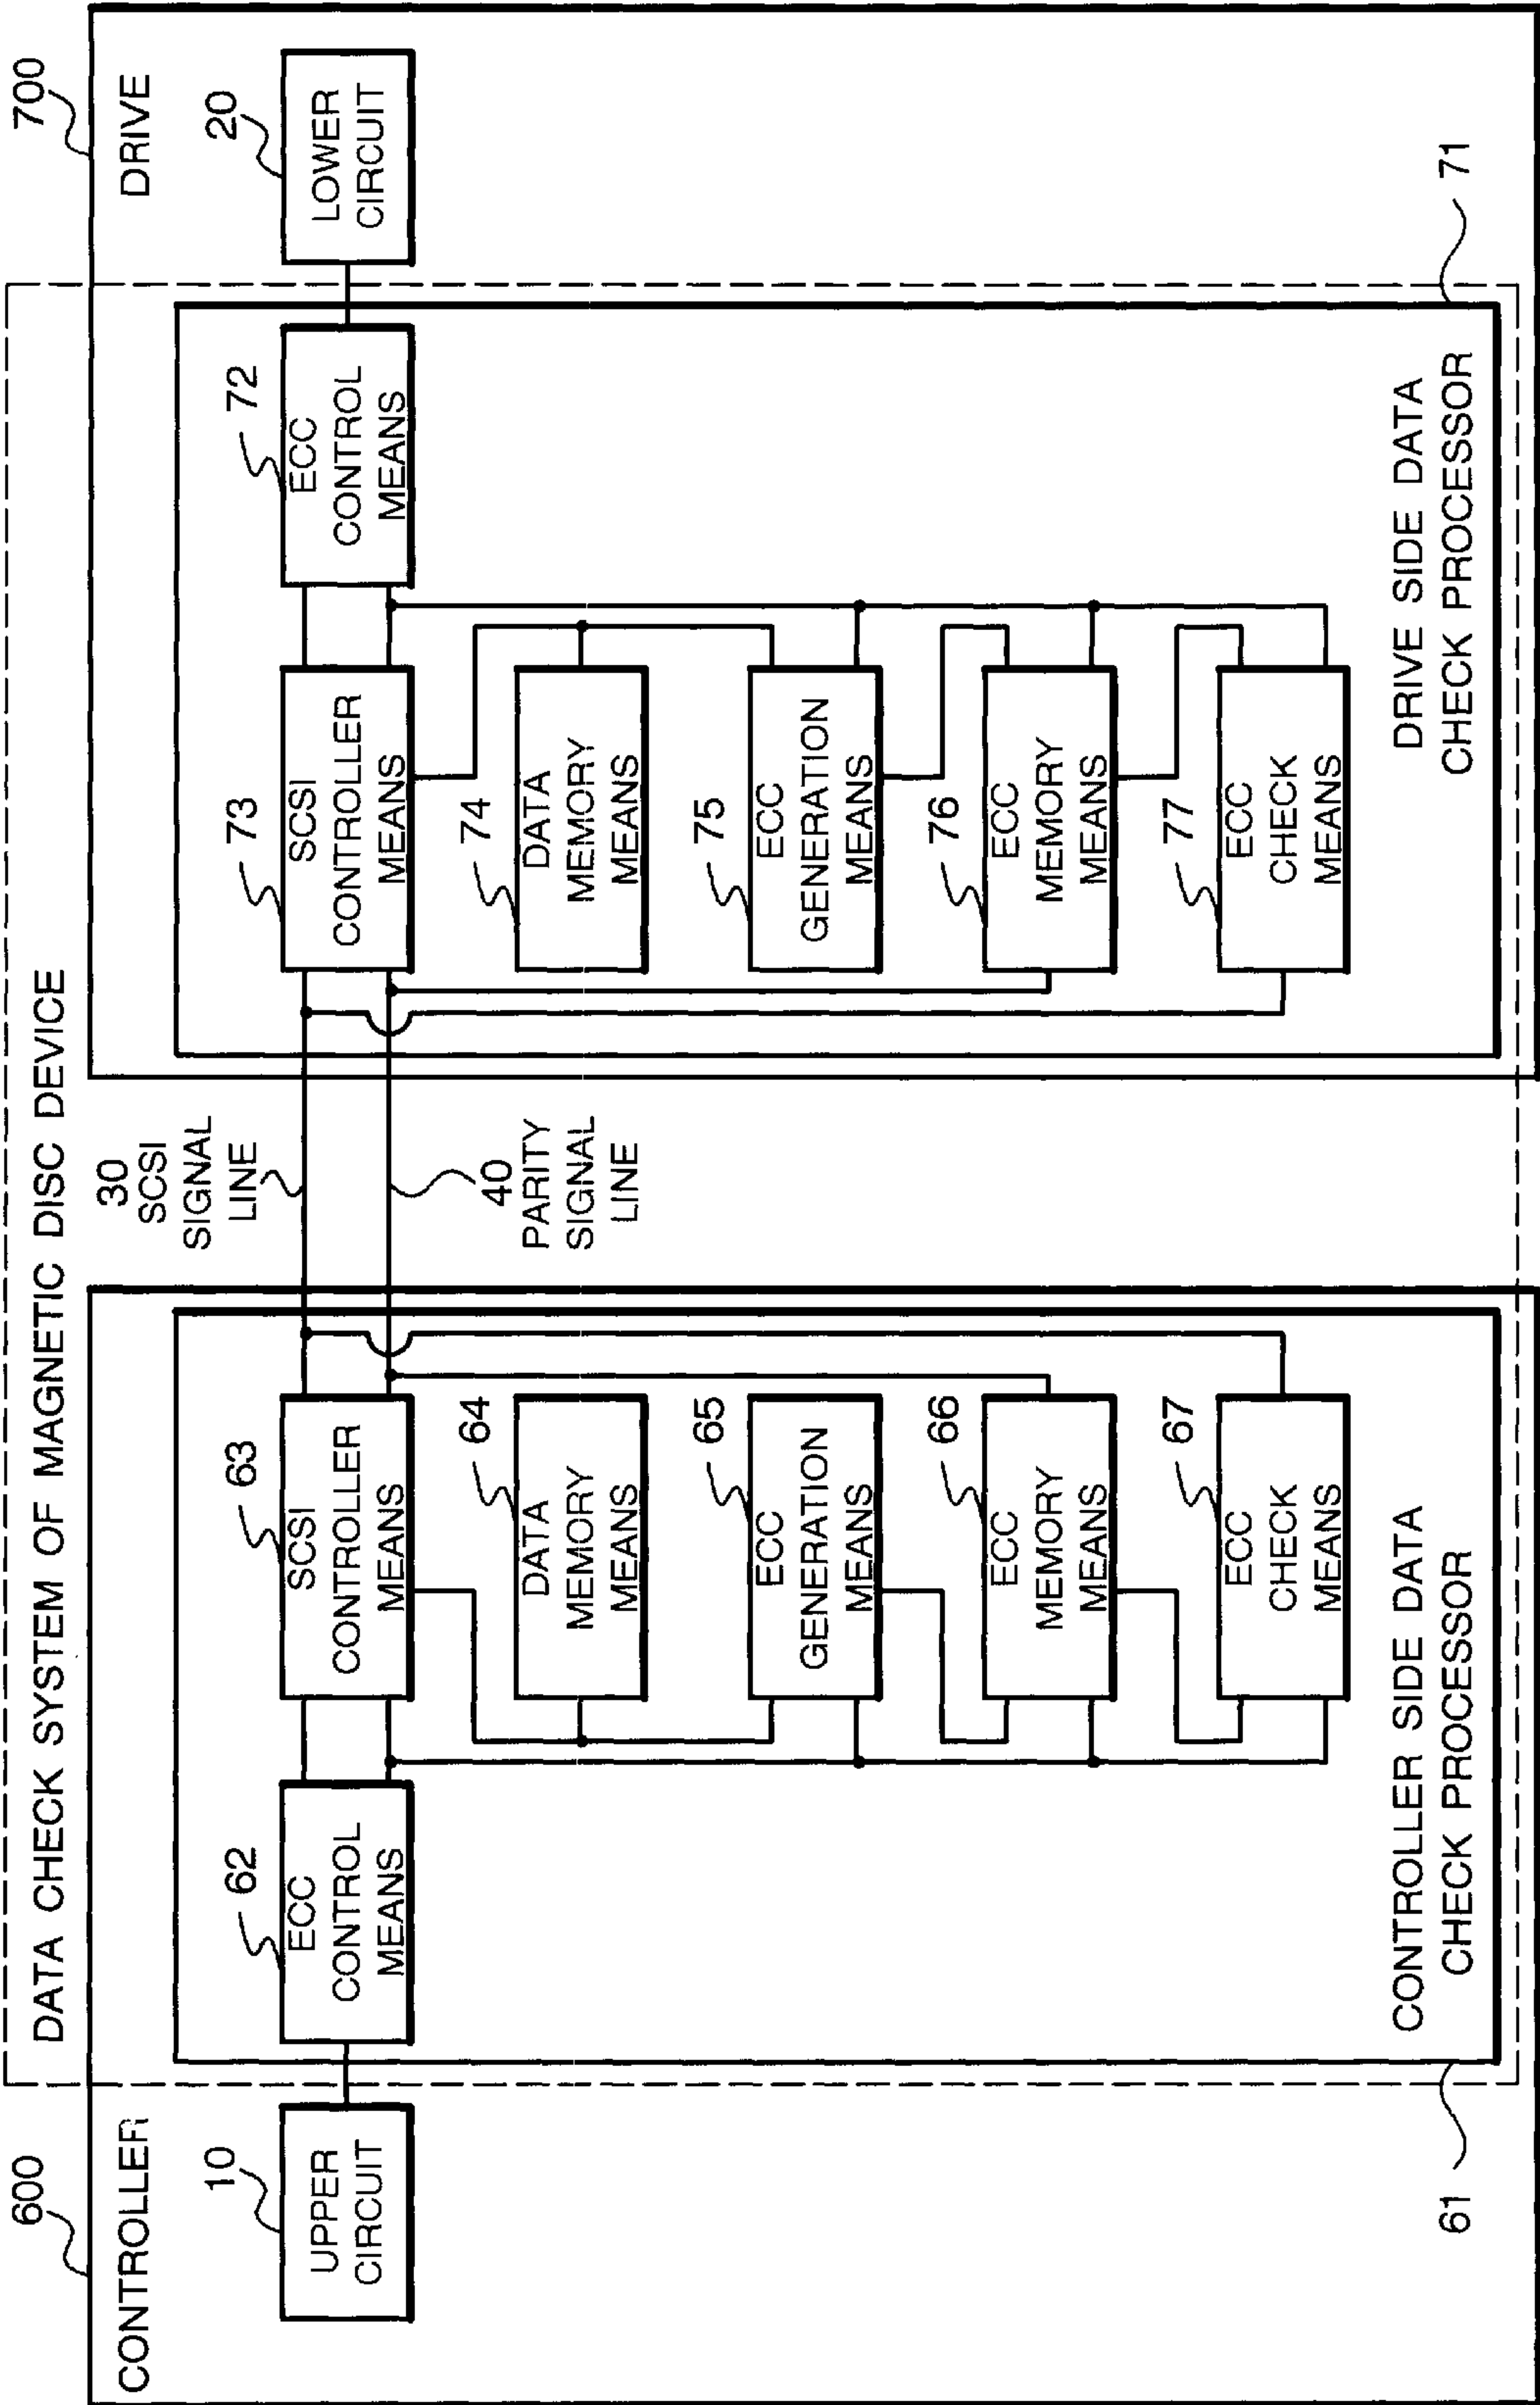 DATA CHECK SYSTEM OF MAGNETIC DISC DEVICE
600
CONTROLLER
10
UPPER
CIRCUIT
62
ECC
CONTROL
MEANS
63
SCSI
CONTROLLER
MEANS
64
DATA
MEMORY
MEANS
65
ECC
GENERATION
MEANS
66
ECC
MEMORY
MEANS
67
ECC
CHECK
MEANS
CONTROLLER SIDE DATA
CHECK PROCESSOR
61
30
SCSI
SIGNAL
LINE
40
PARITY
SIGNAL
LINE
700
DRIVE
73
SCSI
CONTROLLER
MEANS
72
ECC
CONTROL
MEANS
20
LOWER
CIRCUIT
74
DATA
MEMORY
MEANS
75
ECC
GENERATION
MEANS
76
ECC
MEMORY
MEANS
77
ECC
CHECK
MEANS
DRIVE SIDE DATA
CHECK PROCESSOR
71